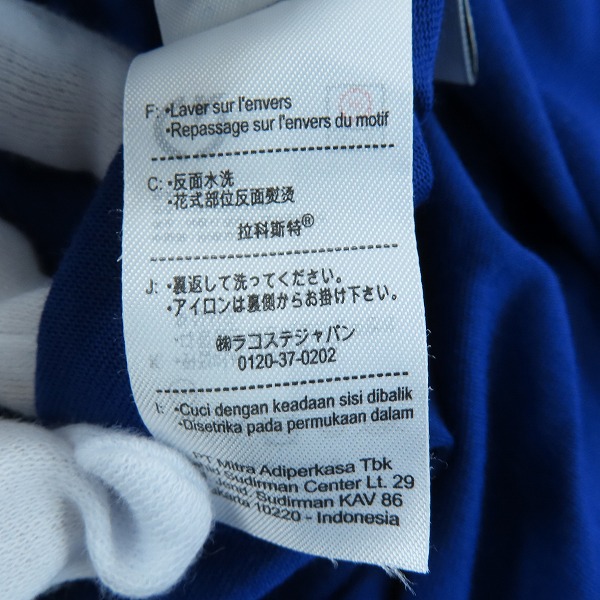 F: •Laver sur l'envers
•Repassage sur l'envers du motif
C: •反面水洗
•花式部位反面熨烫
拉科斯特®
J: •裏返して洗ってください。
•アイロンは裏側からお掛け下さい。
㈱ラコステジャパン
0120-37-0202
I: •Cuci dengan keadaan sisi dibalik
•Disetrika pada permukaan dalam
PT Mitra Adiperkasa Tbk
Sudirman Center Lt. 29
Jend. Sudirman KAV 86
Jakarta 10220 - Indonesia